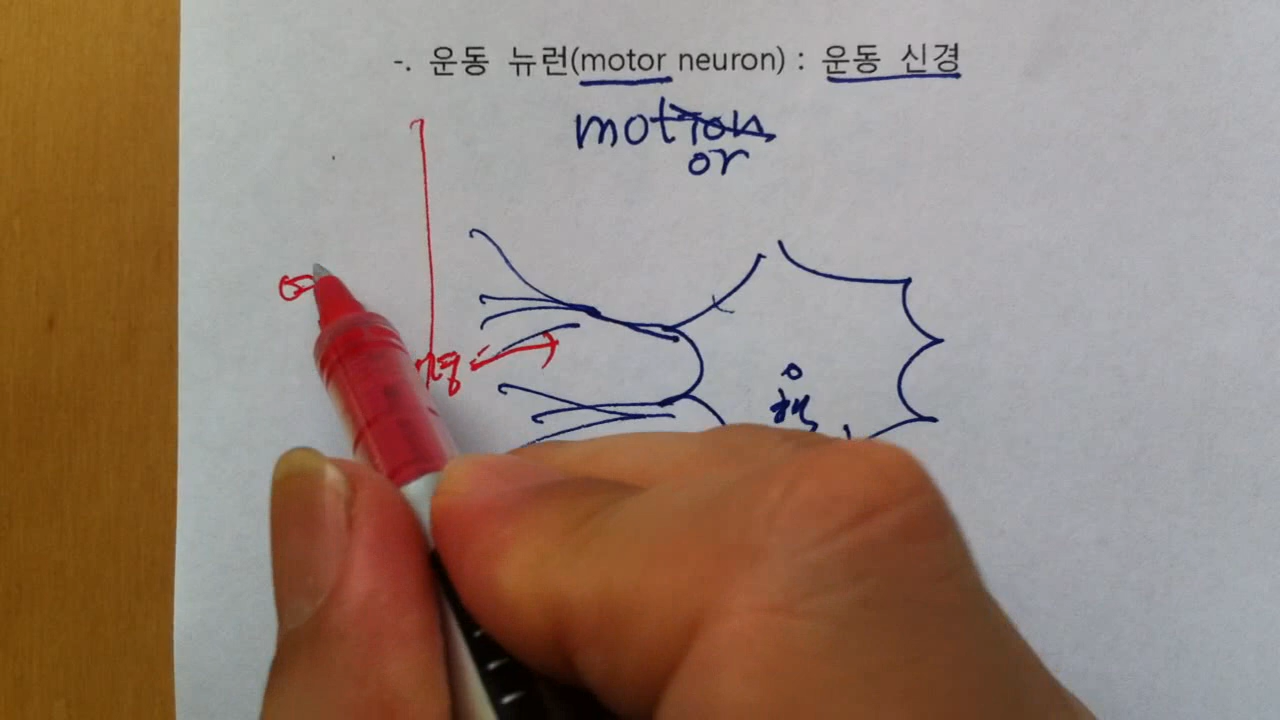 -. 운동 뉴런(motor neuron) : 운동 신경
motion
or
핵